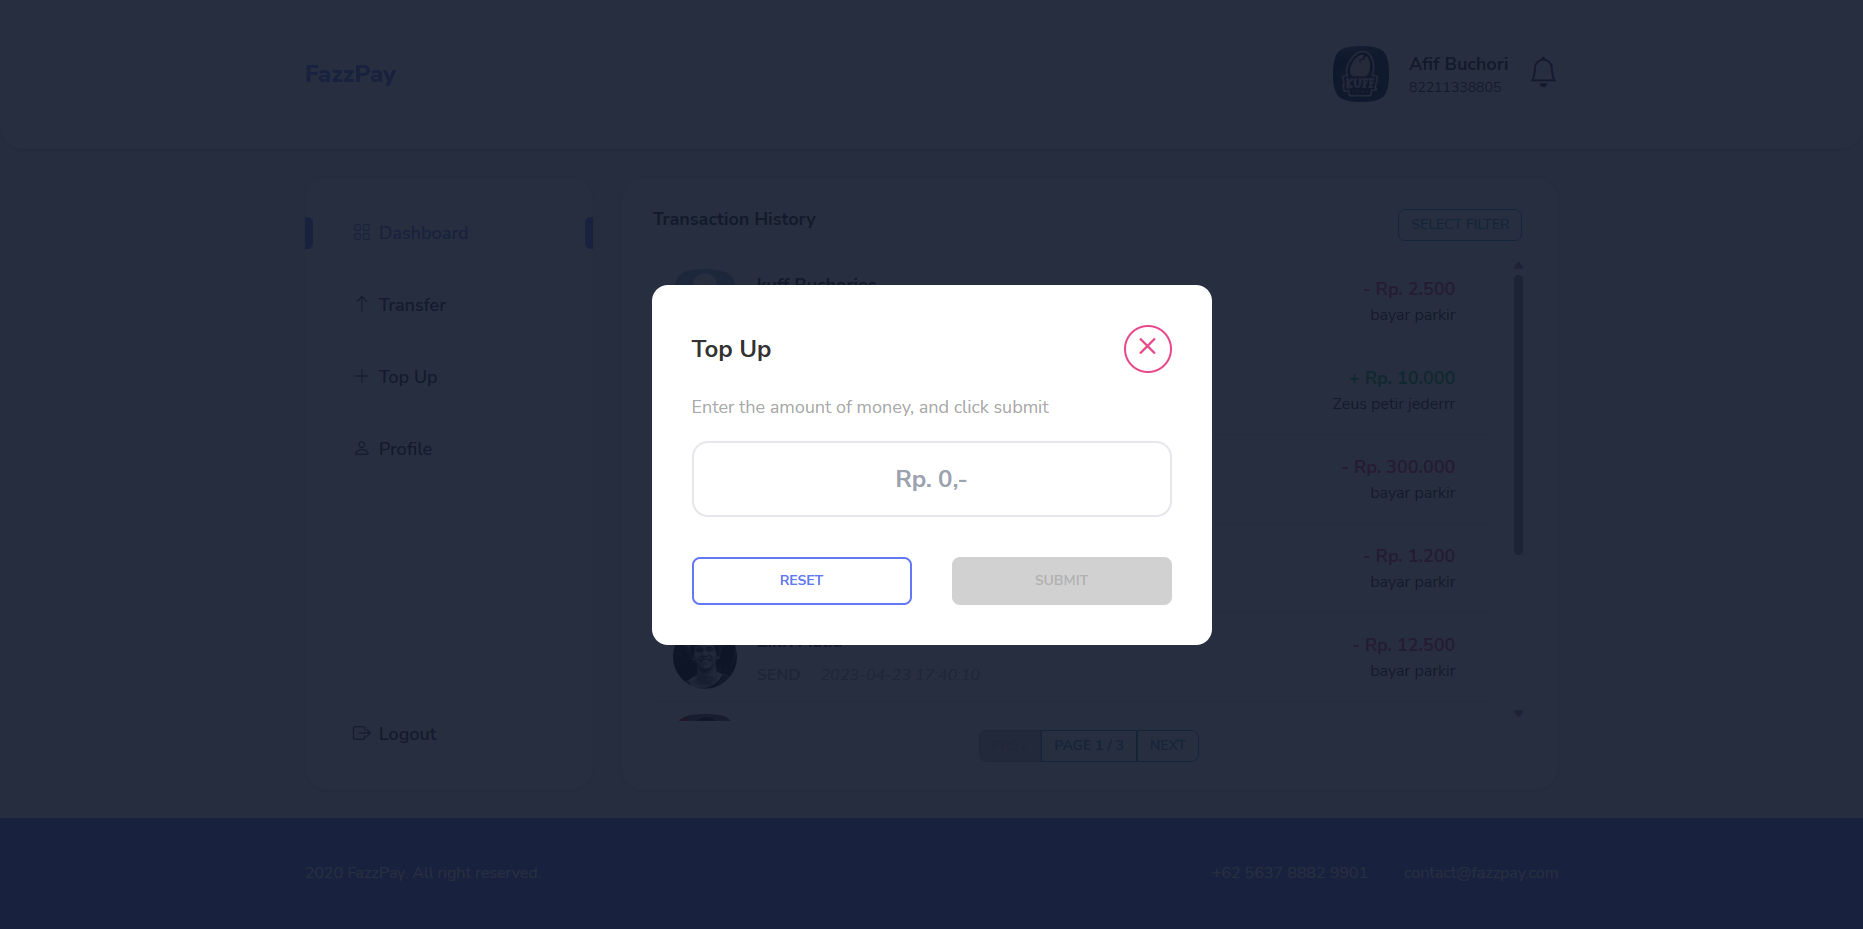 FazzPay
KUFF
Afif Buchori
82211338805
Dashboard
Transfer
Top Up
Profile
Logout
Transaction History
SELECT FILTER
kuff Buchories
- Rp. 2.500
bayar parkir
+ Rp. 10.000
Zeus petir jederrr
- Rp. 300.000
bayar parkir
- Rp. 1.200
bayar parkir
- Rp. 12.500
bayar parkir
SEND 2023-04-23 17:40:10
PAGE 1 / 3
NEXT
Top Up
Enter the amount of money, and click submit
Rp. 0,-
RESET
SUBMIT
2020 FazzPay. All right reserved.
+62 5637 8882 9901
contact@fazzpay.com